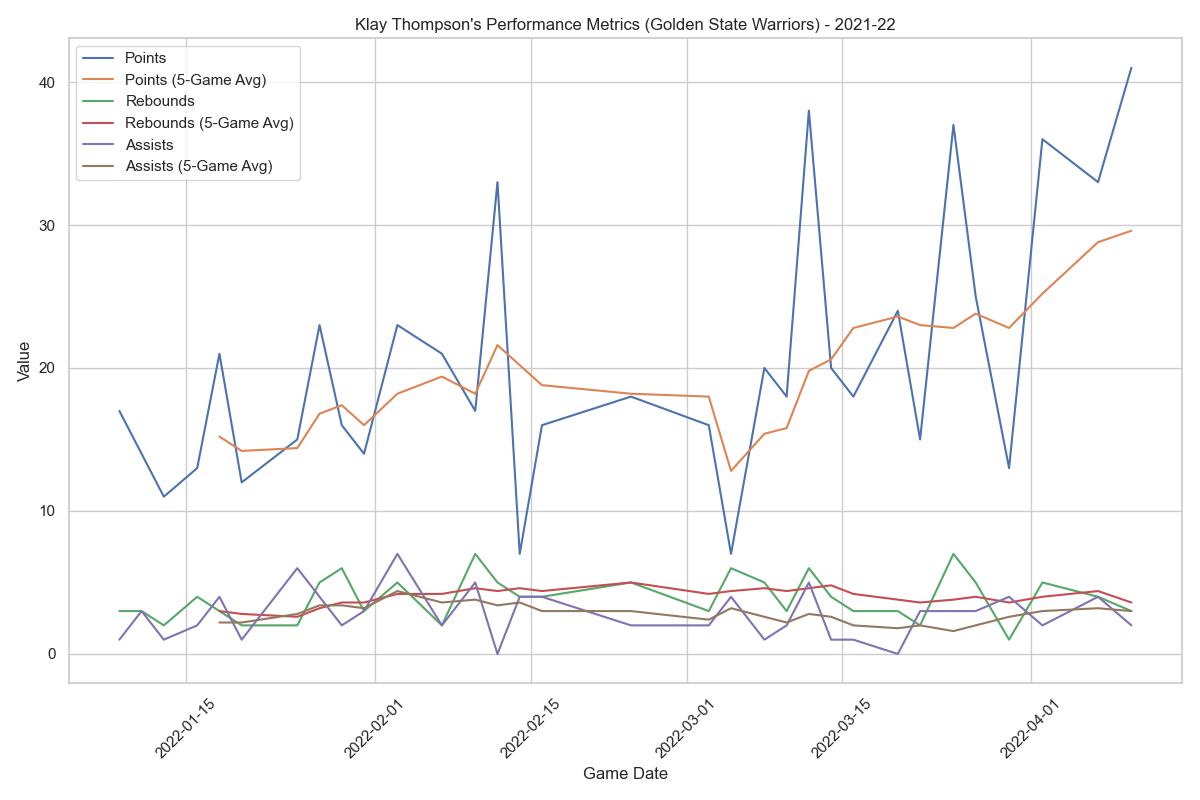 Klay Thompson's Performance Metrics (Golden State Warriors) - 2021-22
Points
Points (5-Game Avg)
Rebounds
Rebounds (5-Game Avg)
Assists
Assists (5-Game Avg)
40
30
20
10
0
Value
2022-01-15
2022-02-01
2022-02-15
2022-03-01
2022-03-15
2022-04-01
Game Date